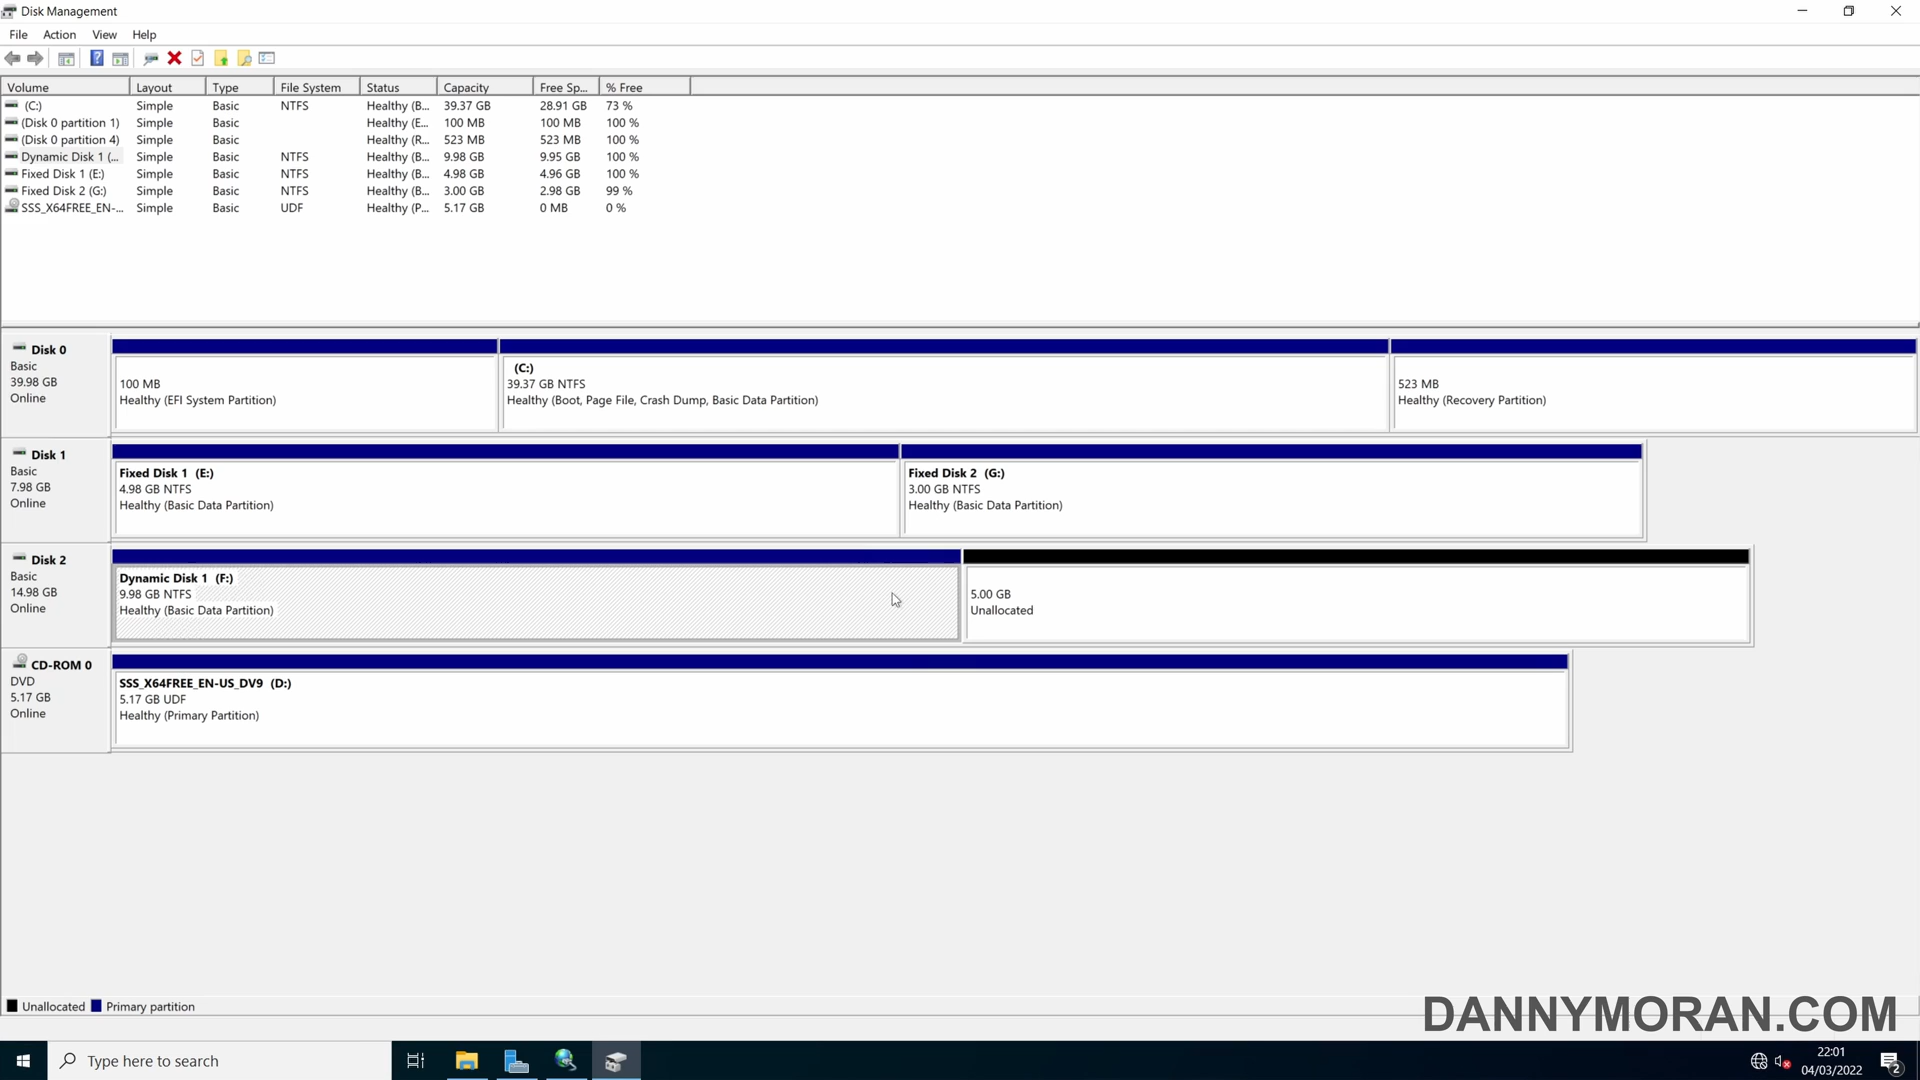 Disk Management
File Action View Help
Volume Layout Type File System Status Capacity Free Sp... % Free
(C:) Simple Basic NTFS Healthy (B... 39.37 GB 28.91 GB 73 %
(Disk 0 partition 1) Simple Basic Healthy (E... 100 MB 100 MB 100 %
(Disk 0 partition 4) Simple Basic Healthy (R... 523 MB 523 MB 100 %
Dynamic Disk 1 (... Simple Basic NTFS Healthy (B... 9.98 GB 9.95 GB 100 %
Fixed Disk 1 (E:) Simple Basic NTFS Healthy (B... 4.98 GB 4.96 GB 100 %
Fixed Disk 2 (G:) Simple Basic NTFS Healthy (B... 3.00 GB 2.98 GB 99 %
SSS_X64FREE_EN-... Simple Basic UDF Healthy (P... 5.17 GB 0 MB 0 %
Disk 0
Basic
39.98 GB
Online
100 MB
Healthy (EFI System Partition)
(C:)
39.37 GB NTFS
Healthy (Boot, Page File, Crash Dump, Basic Data Partition)
523 MB
Healthy (Recovery Partition)
Disk 1
Basic
7.98 GB
Online
Fixed Disk 1 (E:)
4.98 GB NTFS
Healthy (Basic Data Partition)
Fixed Disk 2 (G:)
3.00 GB NTFS
Healthy (Basic Data Partition)
Disk 2
Basic
14.98 GB
Online
Dynamic Disk 1 (F:)
9.98 GB NTFS
Healthy (Basic Data Partition)
5.00 GB
Unallocated
CD-ROM 0
DVD
5.17 GB
Online
SSS_X64FREE_EN-US_DV9 (D:)
5.17 GB UDF
Healthy (Primary Partition)
Unallocated Primary partition
DANNYMORAN.COM
Type here to search
22:01
04/03/2022
2